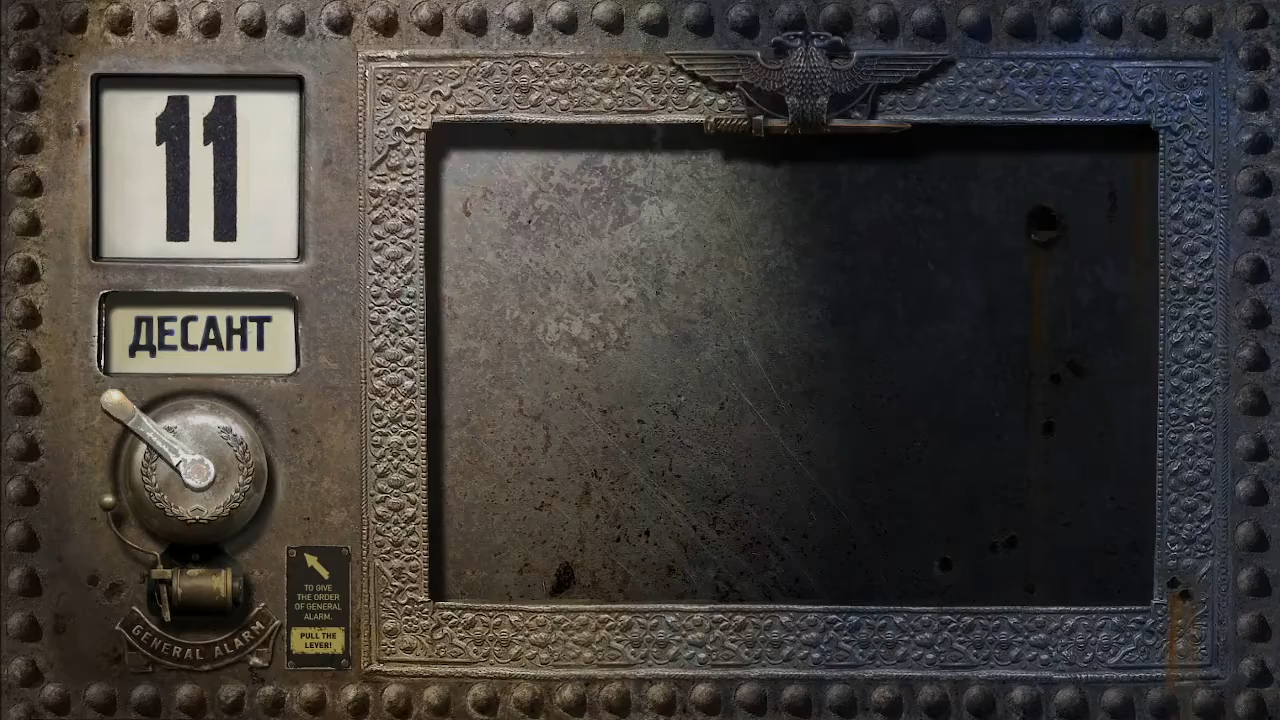 11
ДЕСАНТ
GENERAL ALARM
TO GIVE
THE ORDER
OF GENERAL
ALARM.
PULL THE
LEVER!